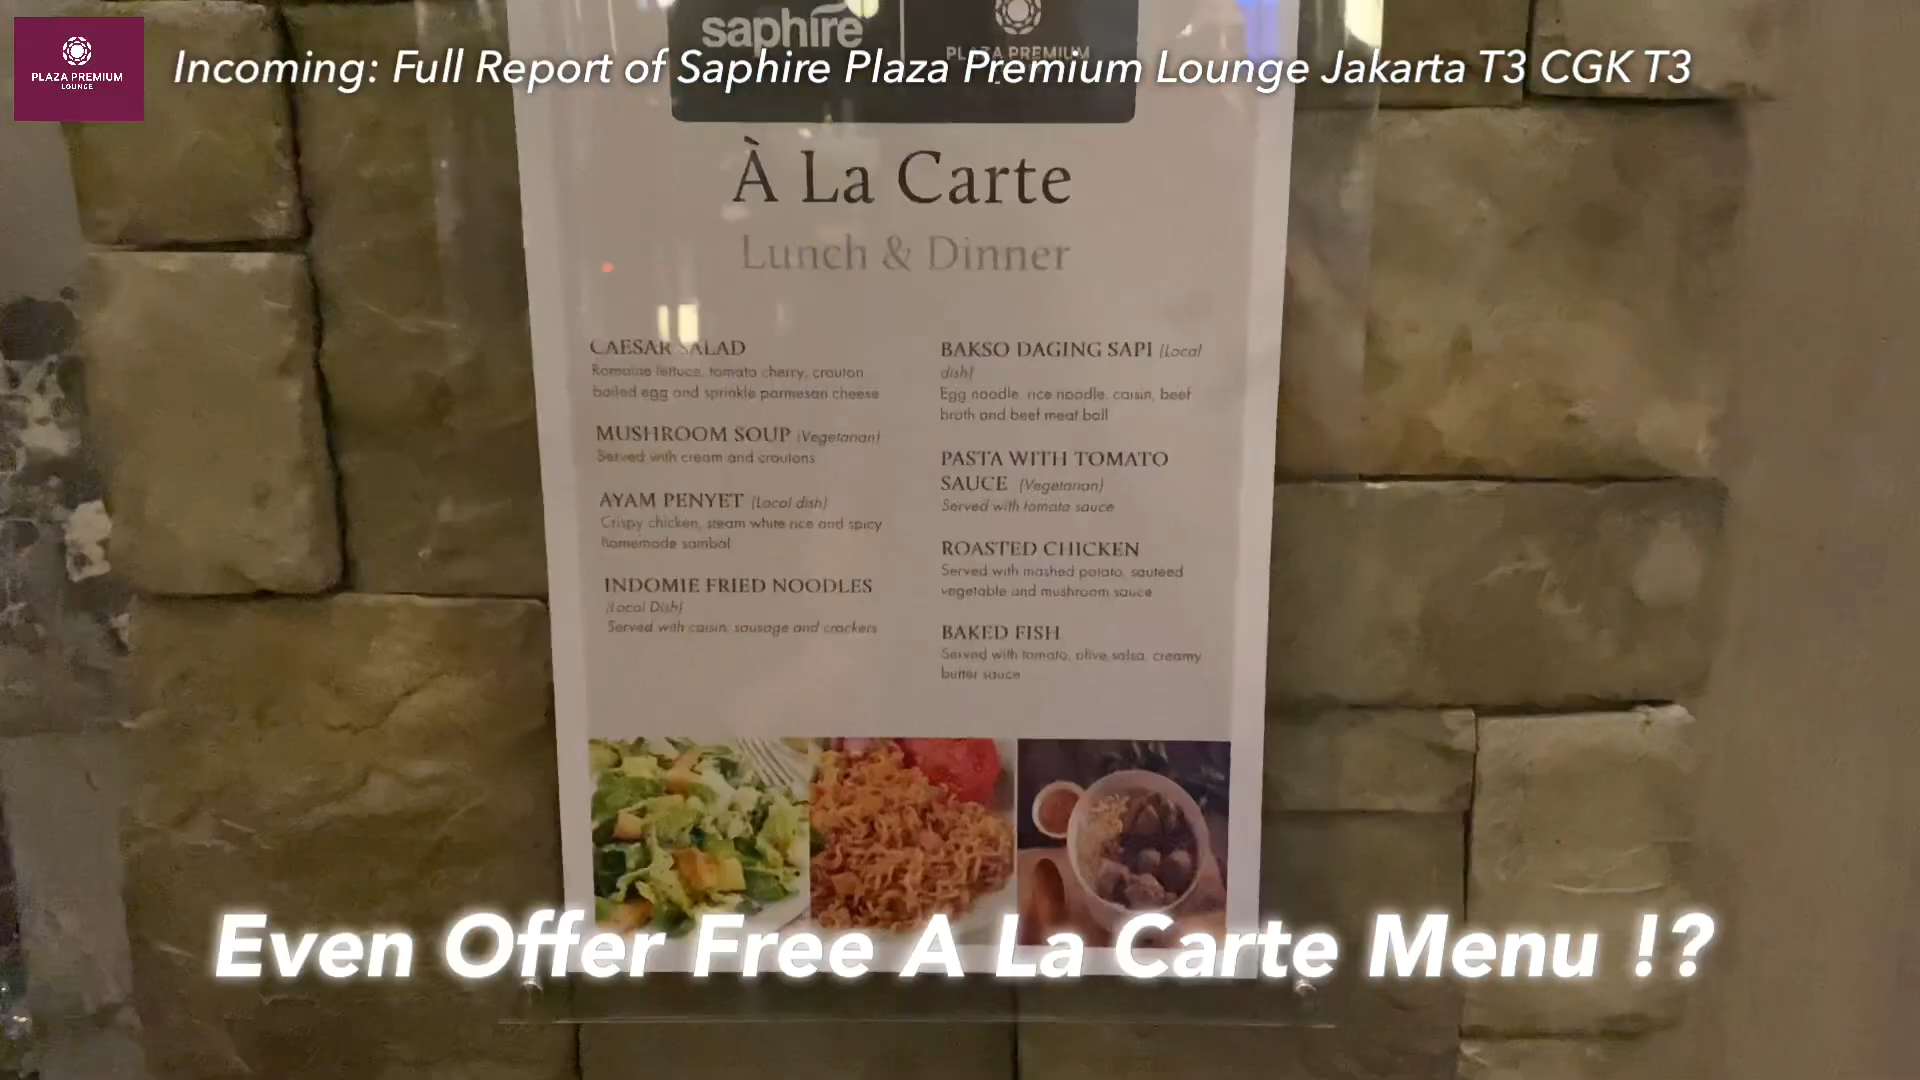 PLAZA PREMIUM
LOUNGE
Incoming: Full Report of Saphire Plaza Premium Lounge Jakarta T3 CGK T3
saphire
PLAZA PREMIUM
À La Carte
Lunch & Dinner
CAESAR SALAD
Romaine lettuce, tomato cherry, crouton
boiled egg and sprinkle parmesan cheese
MUSHROOM SOUP (Vegetarian)
Served with cream and croutons
AYAM PENYET (Local dish)
Crispy chicken, steam white rice and spicy
homemade sambal
INDOMIE FRIED NOODLES
(Local Dish)
Served with caisin, sausage and crackers
BAKSO DAGING SAPI (Local
dish)
Egg noodle, rice noodle, caisin, beef
broth and beef meat ball
PASTA WITH TOMATO
SAUCE (Vegetarian)
Served with tomato sauce
ROASTED CHICKEN
Served with mashed potato, sauteed
vegetable and mushroom sauce
BAKED FISH
Served with tomato, olive salsa, creamy
butter sauce
Even Offer Free A La Carte Menu !?